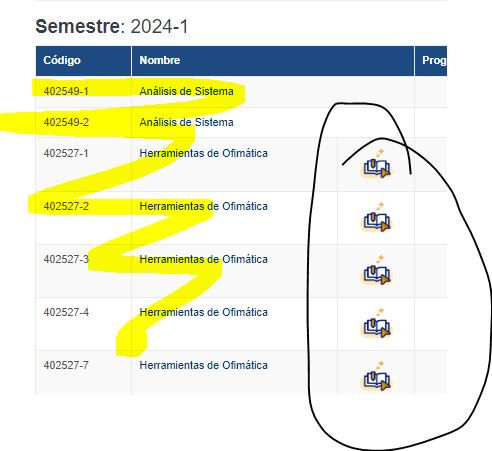 Semestre: 2024-1
Código Nombre Prog
402549-1 Análisis de Sistema
402549-2 Análisis de Sistema
402527-1 Herramientas de Ofimática
402527-2 Herramientas de Ofimática
402527-3 Herramientas de Ofimática
402527-4 Herramientas de Ofimática
402527-7 Herramientas de Ofimática